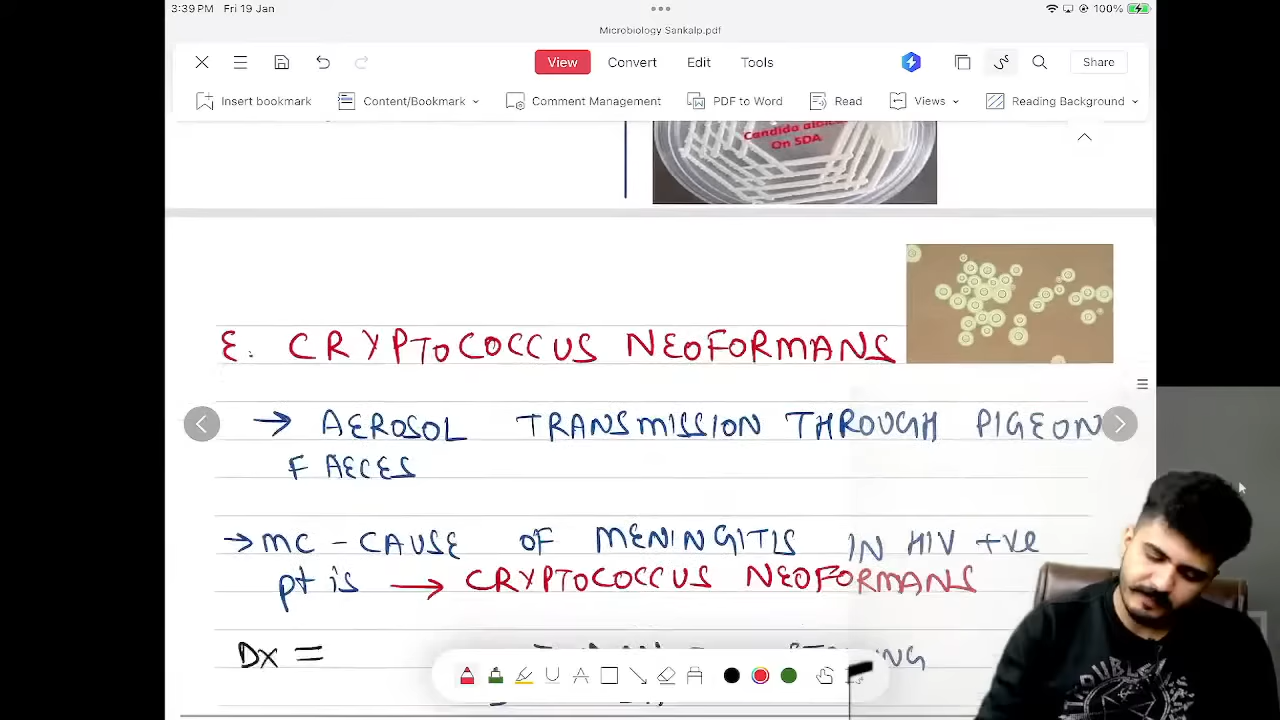 3:39 PM Fri 19 Jan
100%
Microbiology Sankalp.pdf
View Convert Edit Tools Share
Insert bookmark Content/Bookmark Comment Management PDF to Word Read Views Reading Background
Candida
On SDA
E. CRYPTOCOCCUS NEOFORMANS
→ AEROSOL TRANSMISSION THROUGH PIGEON
FAECES
→ MC - CAUSE OF MENINGITIS IN HIV +ve
pt is → CRYPTOCOCCUS NEOFORMANS
Dx =